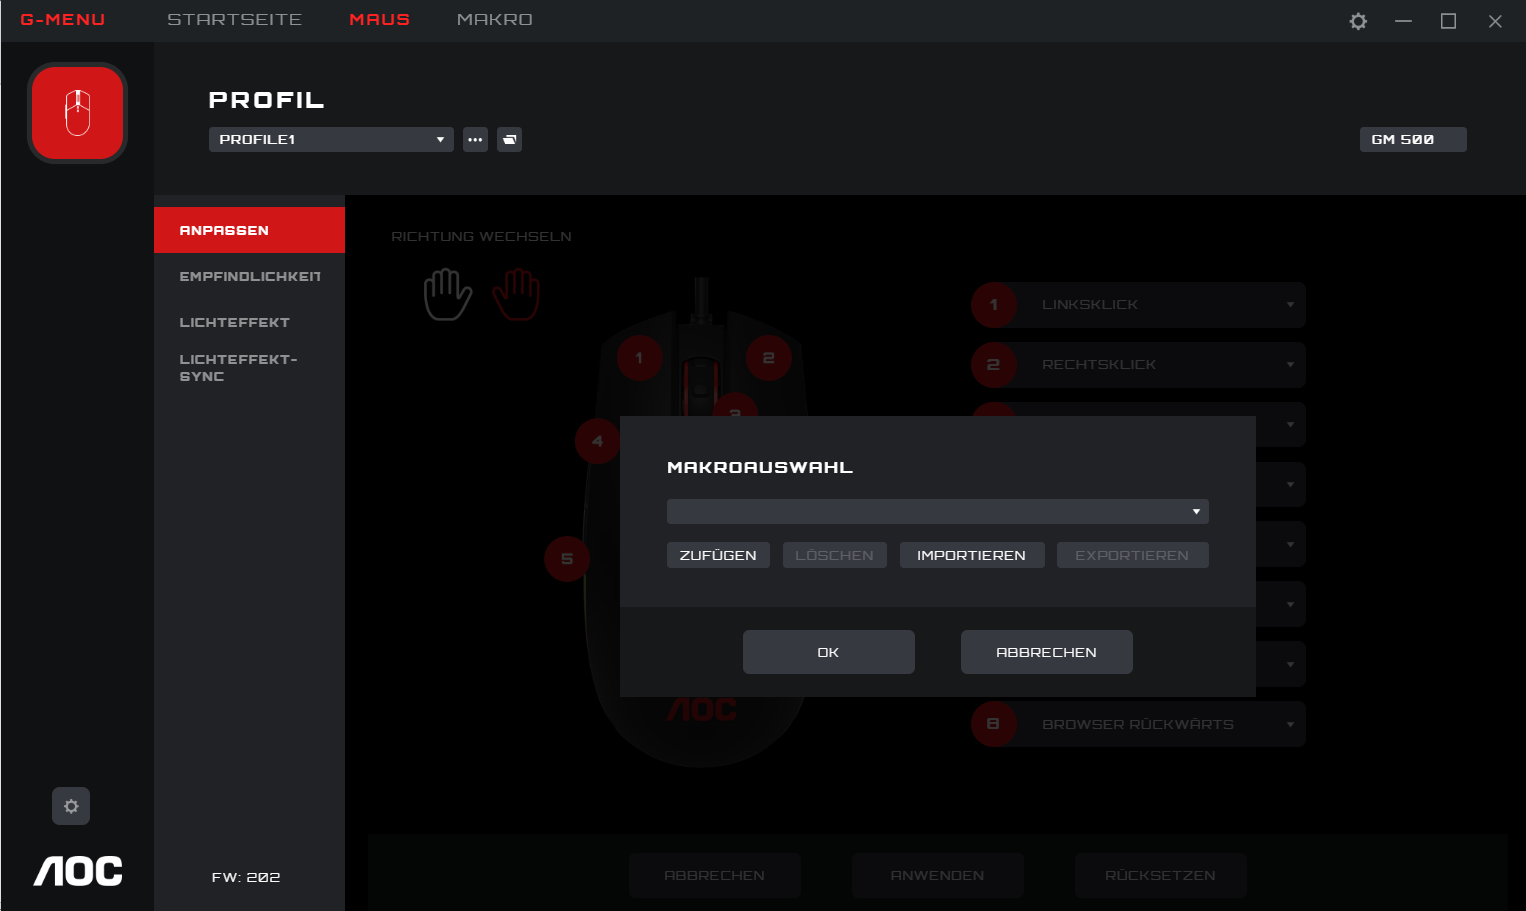 G-MENU
STARTSEITE
MAUS
MAKRO
PROFIL
PROFILE1
GM 500
ANPASSEN
EMPFINDLICHKEIT
LICHTEFFEKT
LICHTEFFEKT-
SYNC
RICHTUNG WECHSELN
1
2
3
4
5
1 LINKSKLICK
2 RECHTSKLICK
MAKROAUSWAHL
ZUFÜGEN
LÖSCHEN
IMPORTIEREN
EXPORTIEREN
OK
ABBRECHEN
AOC
8 BROWSER RÜCKWÄRTS
AOC
FW: 202
ABBRECHEN
ANWENDEN
RÜCKSETZEN